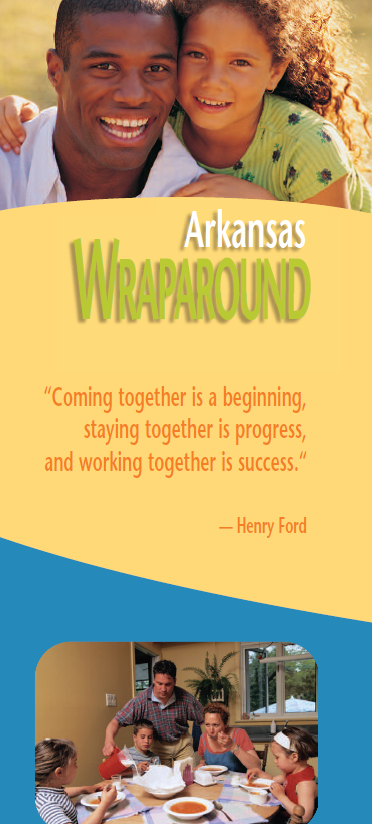 Arkansas
WRAPAROUND
“Coming together is a beginning,
staying together is progress,
and working together is success.“
— Henry Ford